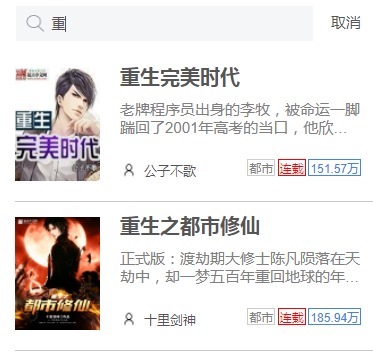 重
取消
重生
完美时代
公子不歌
重生完美时代
老牌程序员出身的李牧，被命运一脚
踹回了2001年高考的当口，他欣...
公子不歌
都市 连载 151.57万
都市修仙
重生之都市修仙
正式版：渡劫期大修士陈凡陨落在天
劫中，却一梦五百年重回地球的年...
十里剑神
都市 连载 185.94万